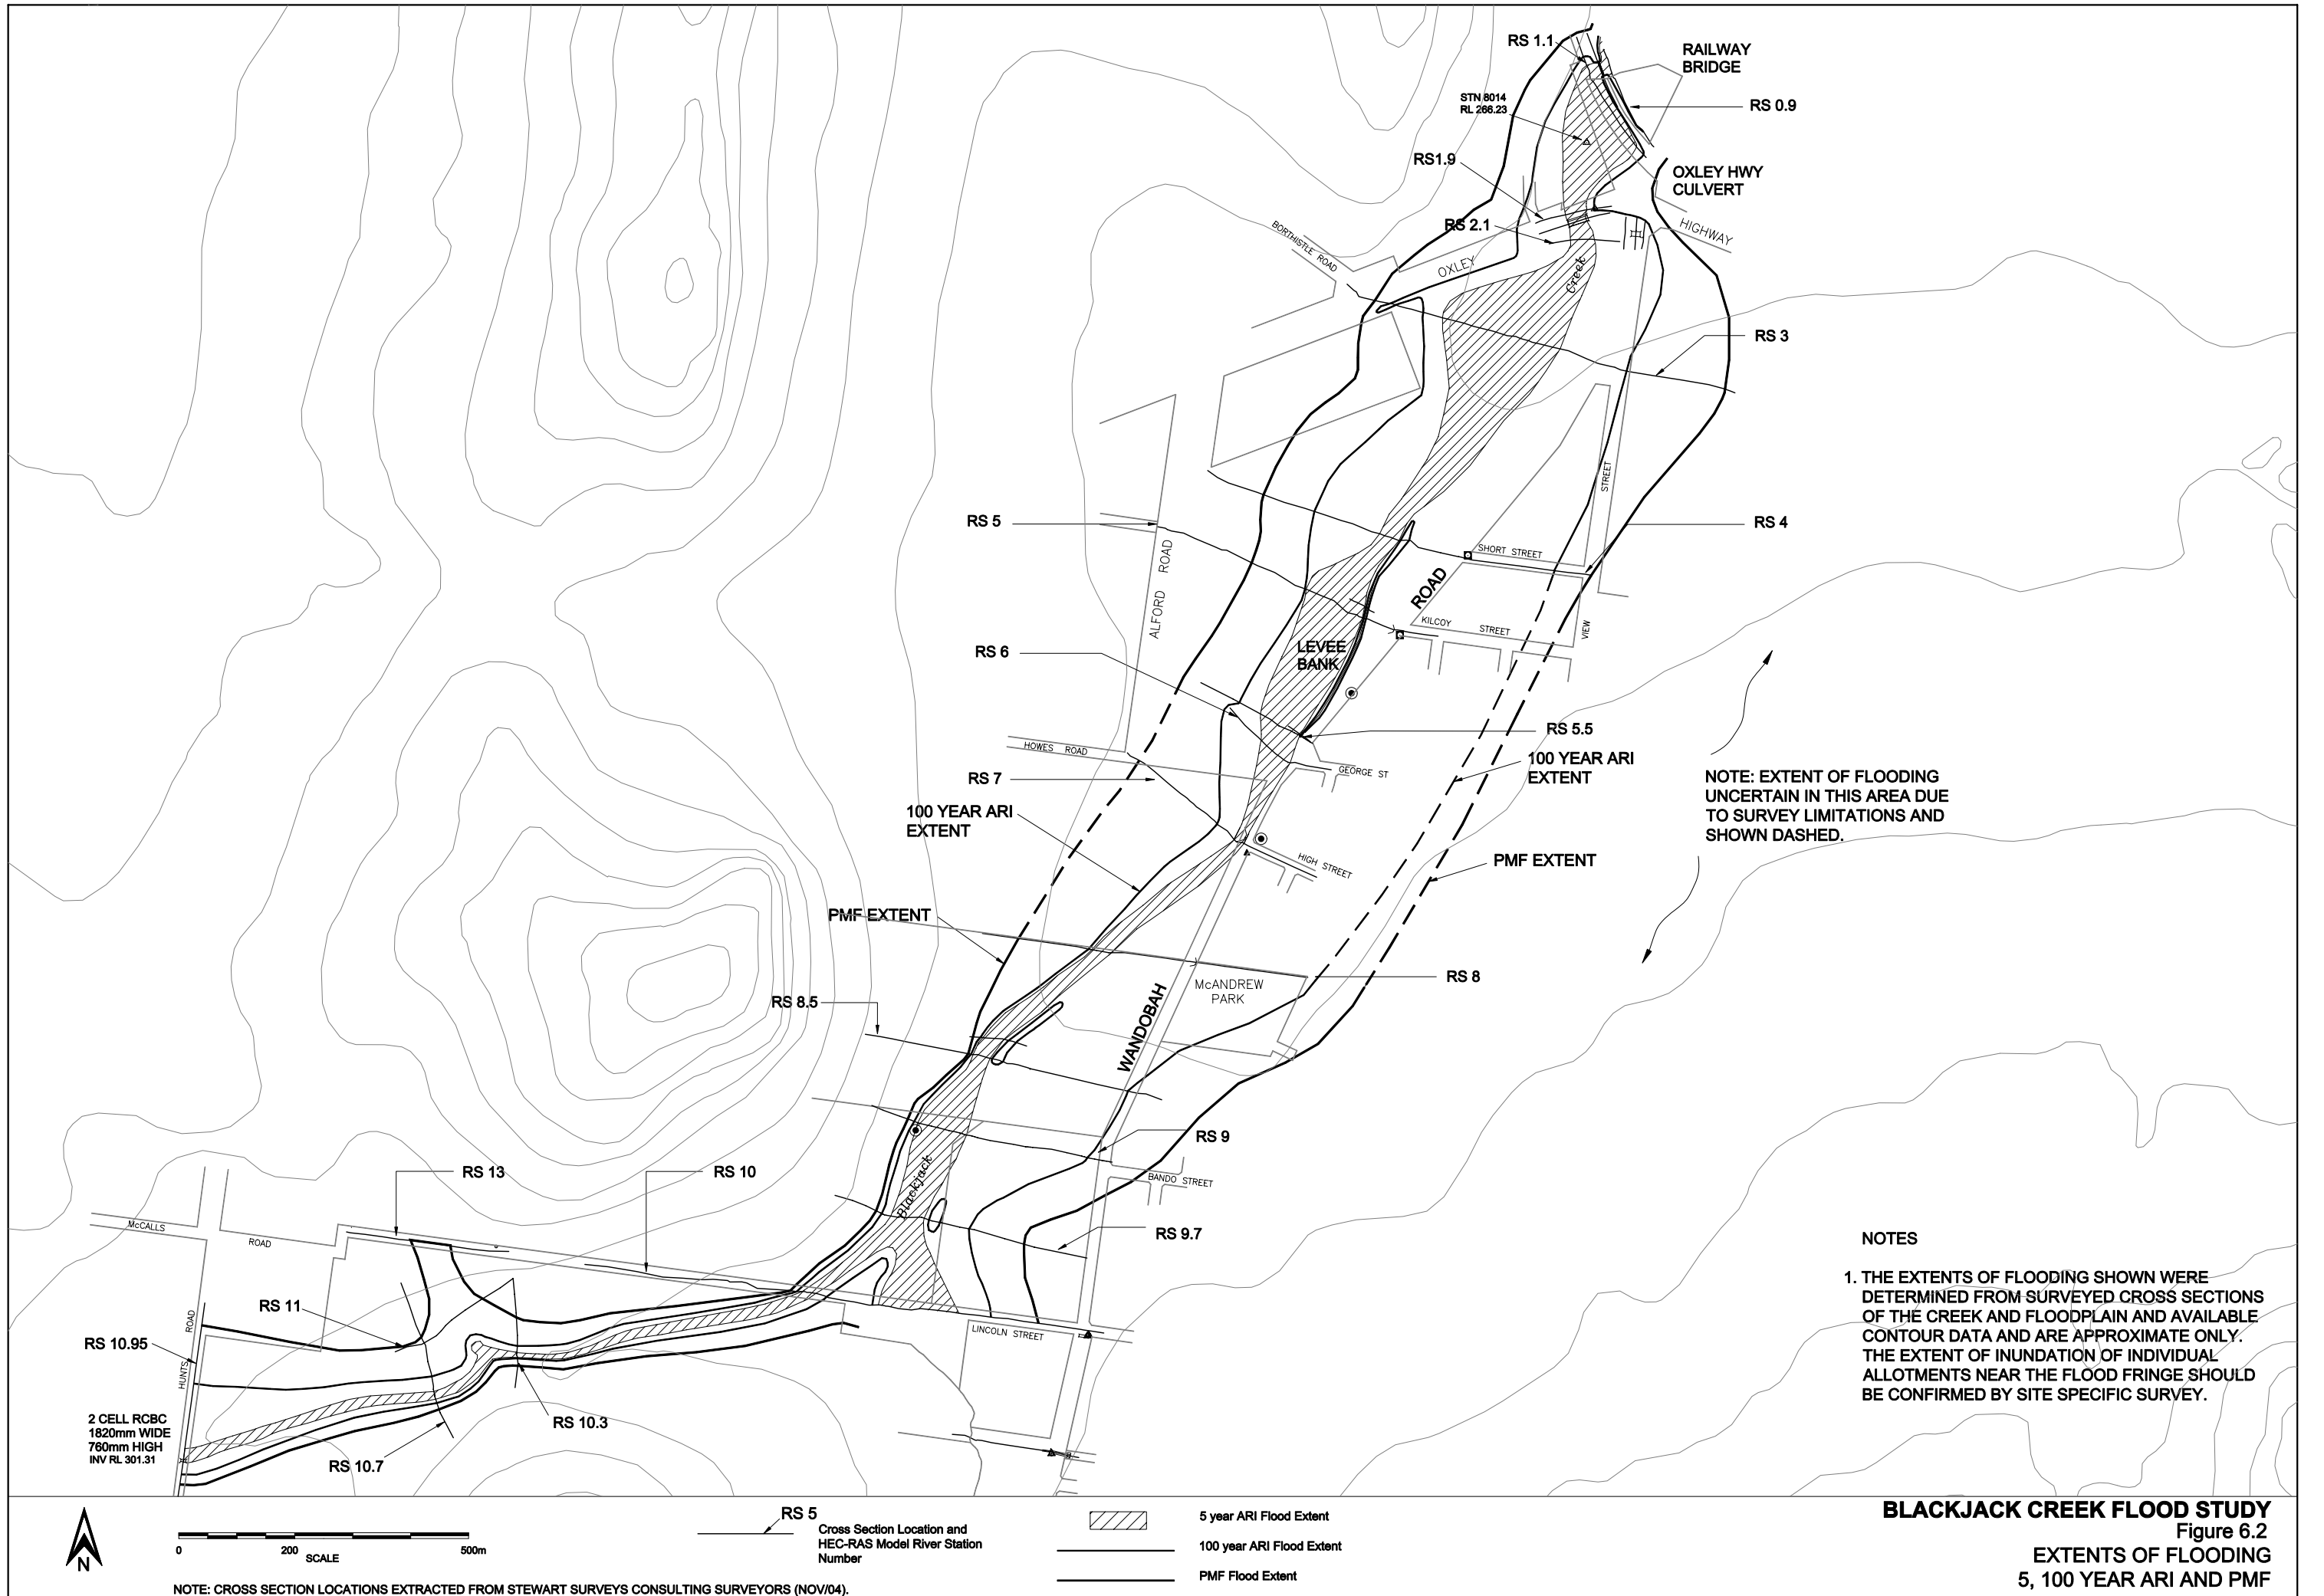 RS 1.1
RAILWAY
BRIDGE
STN 8014
RL 266.23
RS 0.9
RS1.9
OXLEY HWY
CULVERT
RS 2.1
HIGHWAY
BORTHISTLE ROAD
OXLEY
Creek
RS 3
STREET
RS 5
RS 4
SHORT STREET
ALFORD ROAD
ROAD
KILCOY STREET
VIEW
LEVEE
BANK
RS 6
RS 5.5
HOWES ROAD
GEORGE ST
100 YEAR ARI
EXTENT
RS 7
NOTE: EXTENT OF FLOODING
UNCERTAIN IN THIS AREA DUE
TO SURVEY LIMITATIONS AND
SHOWN DASHED.
100 YEAR ARI
EXTENT
HIGH STREET
PMF EXTENT
PMF EXTENT
RS 8
McANDREW
PARK
RS 8.5
WANDOBAH
RS 9
Blackjack
BANDO STREET
RS 13
RS 10
McCALLS
ROAD
RS 9.7
RS 11
LINCOLN STREET
RS 10.95
ROAD
HUNTS
2 CELL RCBC
1820mm WIDE
760mm HIGH
INV RL 301.31
RS 10.3
RS 10.7
NOTES
1. THE EXTENTS OF FLOODING SHOWN WERE
DETERMINED FROM SURVEYED CROSS SECTIONS
OF THE CREEK AND FLOODPLAIN AND AVAILABLE
CONTOUR DATA AND ARE APPROXIMATE ONLY.
THE EXTENT OF INUNDATION OF INDIVIDUAL
ALLOTMENTS NEAR THE FLOOD FRINGE SHOULD
BE CONFIRMED BY SITE SPECIFIC SURVEY.
N
0 200 500m
SCALE
RS 5
Cross Section Location and
HEC-RAS Model River Station
Number
5 year ARI Flood Extent
100 year ARI Flood Extent
PMF Flood Extent
NOTE: CROSS SECTION LOCATIONS EXTRACTED FROM STEWART SURVEYS CONSULTING SURVEYORS (NOV/04).
BLACKJACK CREEK FLOOD STUDY
Figure 6.2
EXTENTS OF FLOODING
5, 100 YEAR ARI AND PMF